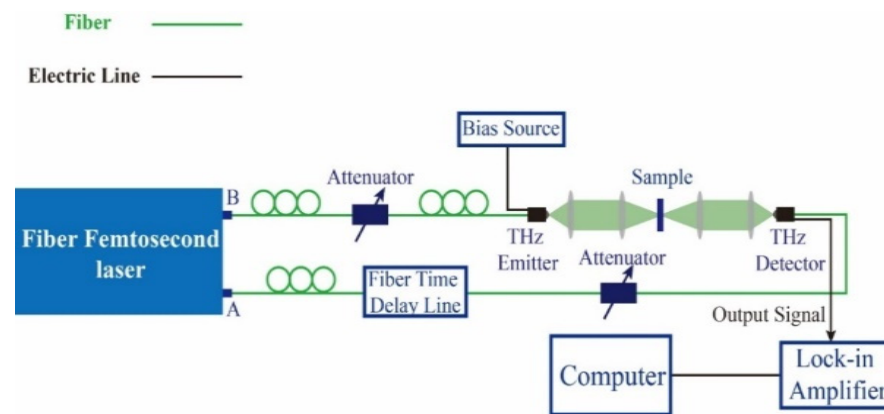 Fiber
Electric Line
Bias Source
B
Attenuator
Sample
Fiber Femtosecond
laser
THz
Emitter
THz
Detector
Attenuator
Fiber Time
Delay Line
A
Output Signal
Computer
Lock-in
Amplifier